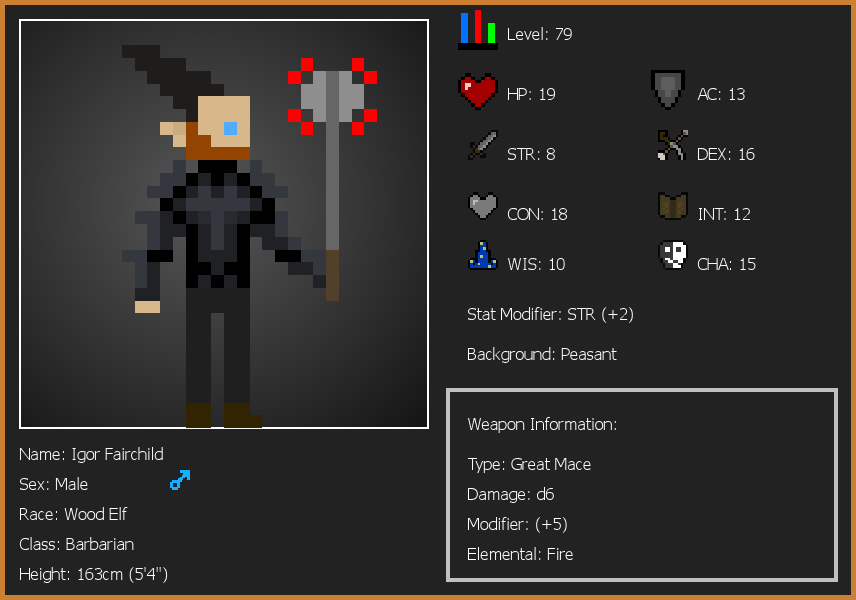 Level: 79
HP: 19
AC: 13
STR: 8
DEX: 16
CON: 18
INT: 12
WIS: 10
CHA: 15
Stat Modifier: STR (+2)
Background: Peasant
Weapon Information:
Type: Great Mace
Damage: d6
Modifier: (+5)
Elemental: Fire
Name: Igor Fairchild
Sex: Male
Race: Wood Elf
Class: Barbarian
Height: 163cm (5'4")